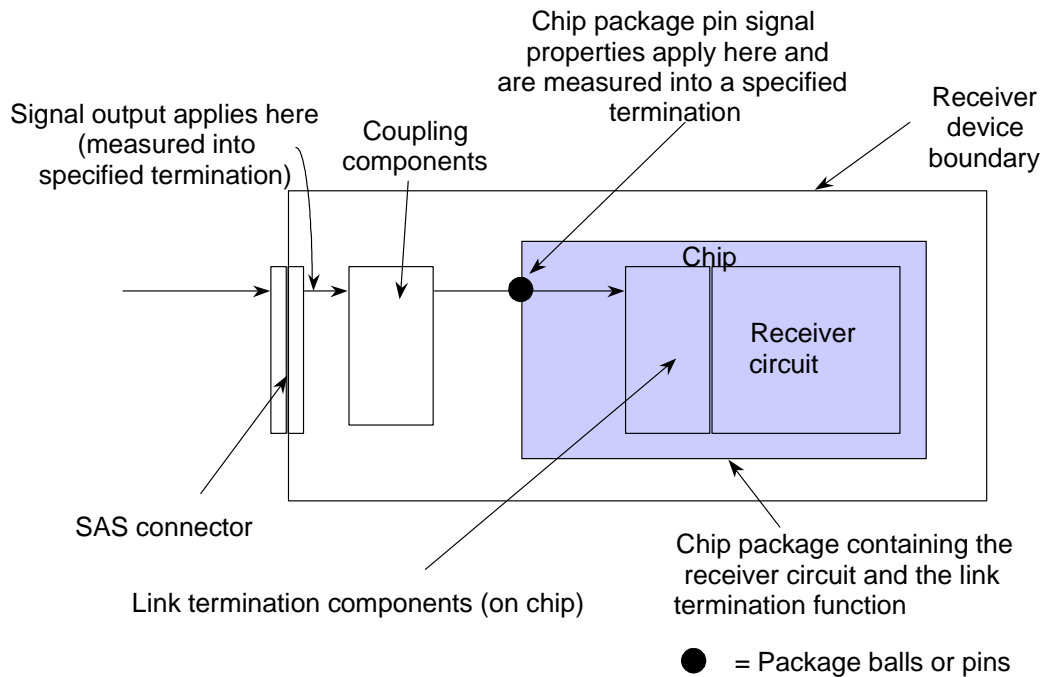 Chip package pin signal
properties apply here and
are measured into a specified
termination
Signal output applies here
(measured into
specified termination)
Coupling
components
Receiver
device
boundary
Chip
Receiver
circuit
SAS connector
Link termination components (on chip)
Chip package containing the
receiver circuit and the link
termination function
= Package balls or pins